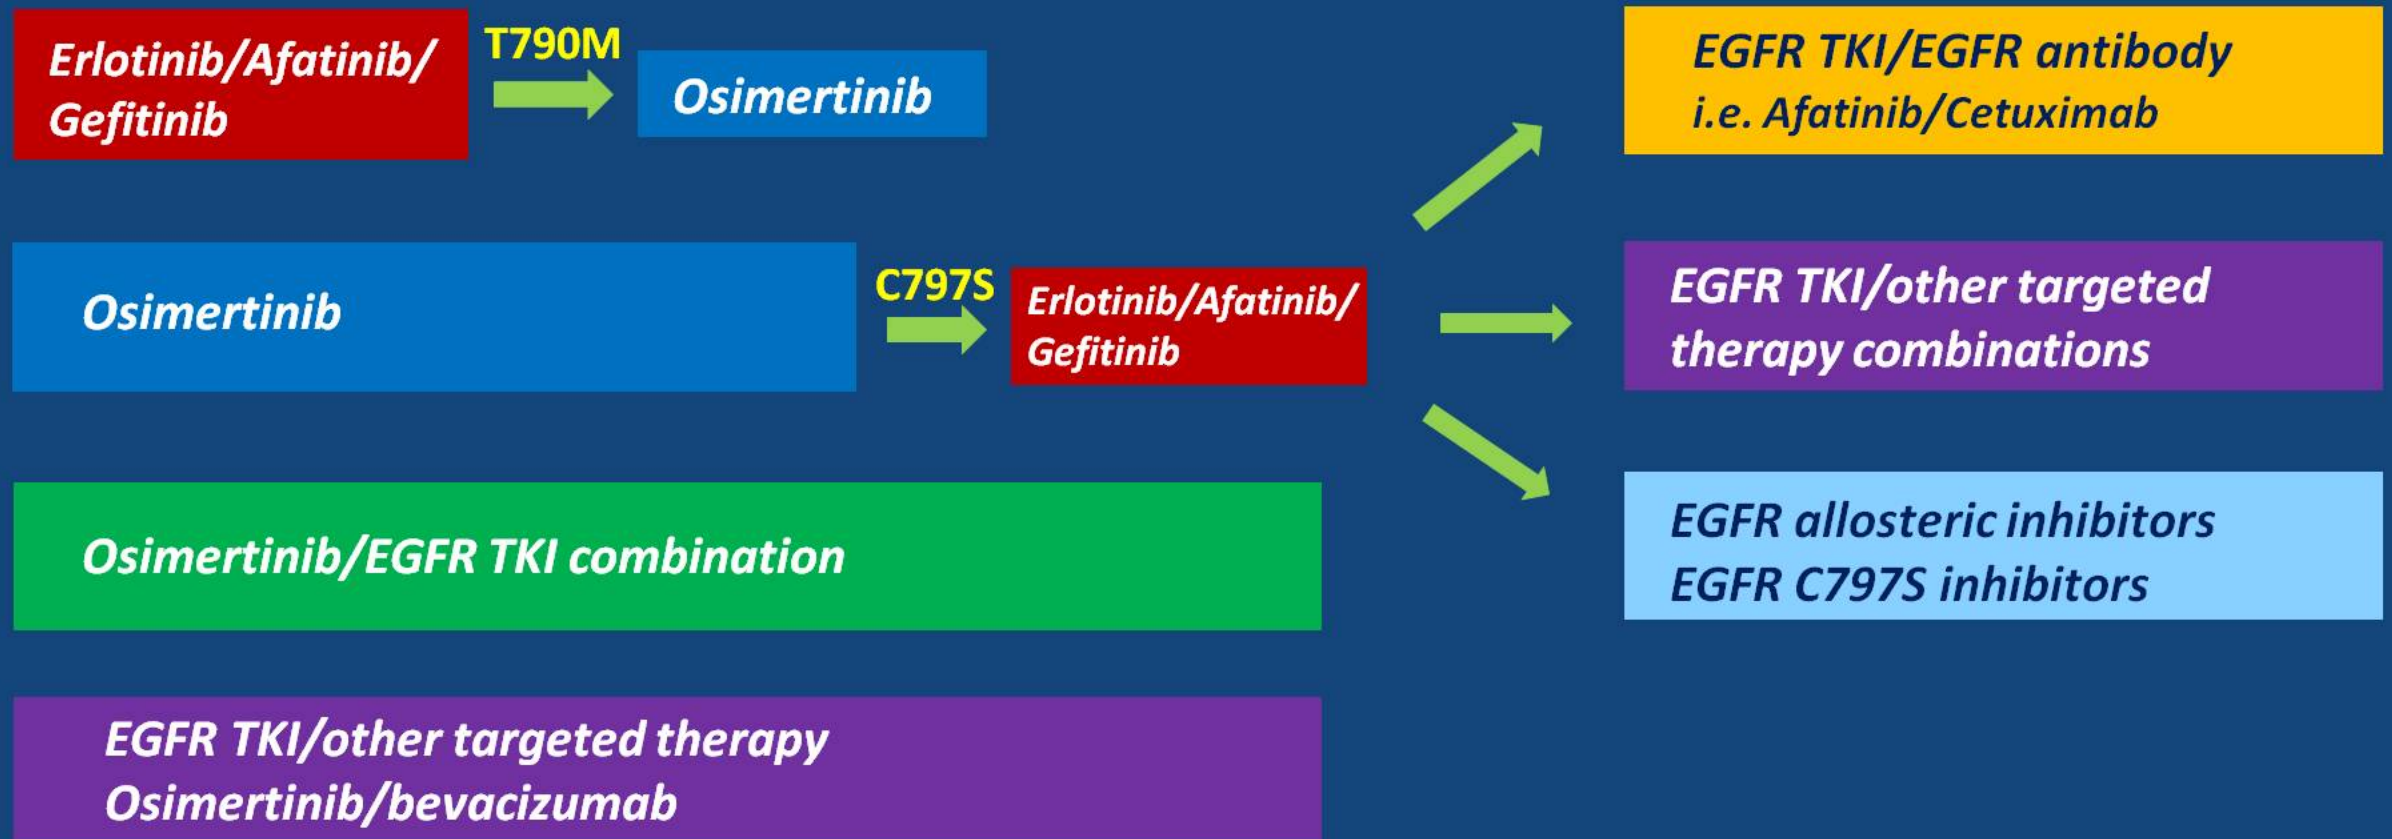 Erlotinib/Afatinib/
Gefitinib
T790M
Osimertinib
EGFR TKI/EGFR antibody
i.e. Afatinib/Cetuximab
Osimertinib
C797S
Erlotinib/Afatinib/
Gefitinib
EGFR TKI/other targeted
therapy combinations
Osimertinib/EGFR TKI combination
EGFR allosteric inhibitors
EGFR C797S inhibitors
EGFR TKI/other targeted therapy
Osimertinib/bevacizumab